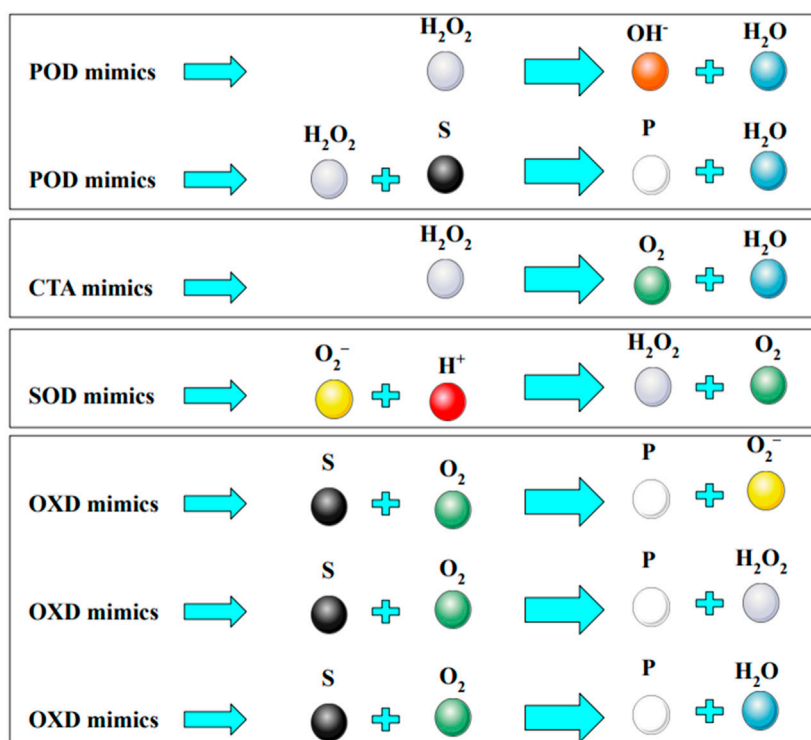 H₂O₂ OH⁻ H₂O
POD mimics
H₂O₂ S P H₂O
POD mimics
H₂O₂ O₂ H₂O
CTA mimics
O₂⁻ H⁺ H₂O₂ O₂
SOD mimics
S O₂ P O₂⁻
OXD mimics
S O₂ P H₂O₂
OXD mimics
S O₂ P H₂O
OXD mimics